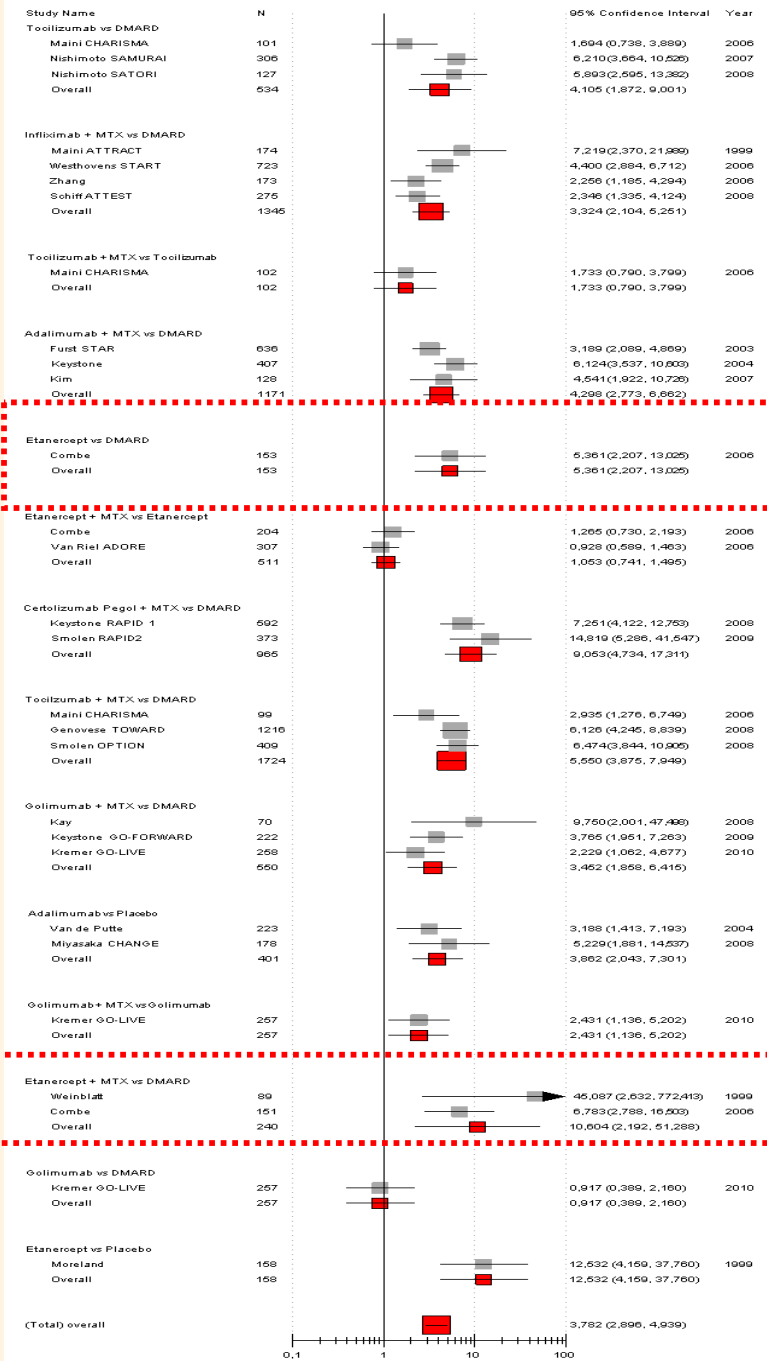 Study Name N 95% Confidence Interval Year
Tocilizumab vs DMARD
Maini CHARISMA 101 1,694 (0,738, 3,889) 2006
Nishimoto SAMURAI 306 6,210(3,664, 10,526) 2007
Nishimoto SATORI 127 5,893(2,595, 13,382) 2008
Overall 534 4,105 (1,872, 9,001)
Infliximab + MTX vs DMARD
Maini ATTRACT 174 7,219(2,370, 21,989) 1999
Westhovens START 723 4,400 (2,884, 6,712) 2006
Zhang 173 2,256 (1,185, 4,294) 2006
Schiff ATTEST 275 2,346 (1,335, 4,124) 2008
Overall 1345 3,324 (2,104, 5,251)
Tocilizumab + MTX vs Tocilizumab
Maini CHARISMA 102 1,733 (0,790, 3,799) 2006
Overall 102 1,733 (0,790, 3,799)
Adalimumab + MTX vs DMARD
Furst STAR 636 3,189 (2,089, 4,869) 2003
Keystone 407 6,124(3,537, 10,603) 2004
Kim 128 4,541(1,922, 10,726) 2007
Overall 1171 4,298 (2,773, 6,662)
Etanercept vs DMARD
Combe 153 5,361(2,207, 13,025) 2006
Overall 153 5,361(2,207, 13,025)
Etanercept + MTX vs Etanercept
Combe 204 1,265 (0,730, 2,193) 2006
Van Riel ADORE 307 0,928 (0,589, 1,463) 2006
Overall 511 1,053 (0,741, 1,495)
Certolizumab Pegol + MTX vs DMARD
Keystone RAPID 1 592 7,251(4,122, 12,753) 2008
Smolen RAPID2 373 14,819 (5,286, 41,547) 2009
Overall 965 9,053(4,734, 17,311)
Tocilzumab + MTX vs DMARD
Maini CHARISMA 99 2,935 (1,276, 6,749) 2006
Genovese TOWARD 1216 6,126 (4,245, 8,839) 2008
Smolen OPTION 409 6,474(3,844, 10,905) 2008
Overall 1724 5,550 (3,875, 7,949)
Golimumab + MTX vs DMARD
Kay 70 9,750(2,001, 47,498) 2008
Keystone GO-FORWARD 222 3,765 (1,951, 7,263) 2009
Kremer GO-LIVE 258 2,229 (1,062, 4,677) 2010
Overall 550 3,452 (1,858, 6,415)
Adalimumab vs Placebo
Van de Putte 223 3,188 (1,413, 7,193) 2004
Miyasaka CHANGE 178 5,229(1,881, 14,537) 2008
Overall 401 3,862 (2,043, 7,301)
Golimumab+ MTX vs Golimumab
Kremer GO-LIVE 257 2,431 (1,136, 5,202) 2010
Overall 257 2,431 (1,136, 5,202)
Etanercept + MTX vs DMARD
Weinblatt 89 45,087 (2,632, 772,413) 1999
Combe 151 6,783(2,788, 16,503) 2006
Overall 240 10,604 (2,192, 51,288)
Golimumab vs DMARD
Kremer GO-LIVE 257 0,917 (0,389, 2,160) 2010
Overall 257 0,917 (0,389, 2,160)
Etanercept vs Placebo
Moreland 158 12,532 (4,159, 37,760) 1999
Overall 158 12,532 (4,159, 37,760)
(Total) overall 3,782 (2,896, 4,939)
0,1 1 10 100